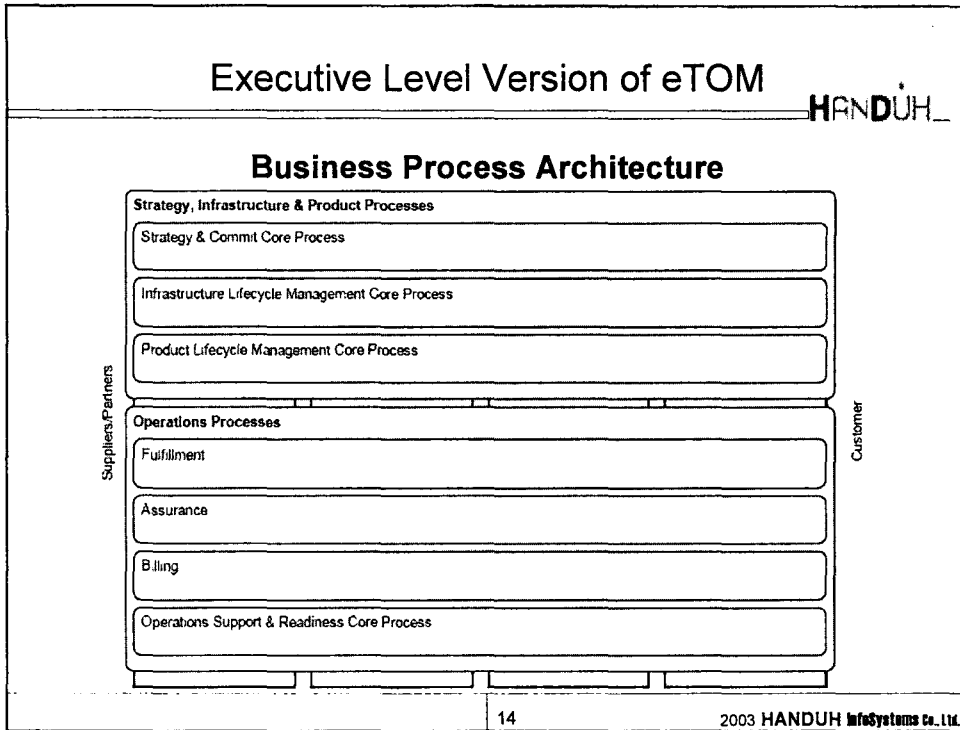 Executive Level Version of eTOM
HANDUH_
Business Process Architecture
Strategy, Infrastructure & Product Processes
Strategy & Commit Core Process
Infrastructure Lifecycle Management Core Process
Product Lifecycle Management Core Process
Suppliers/Partners
Customer
Operations Processes
Fulfillment
Assurance
Billing
Operations Support & Readiness Core Process
14
2003 HANDUH InfoSystems Co., Ltd.